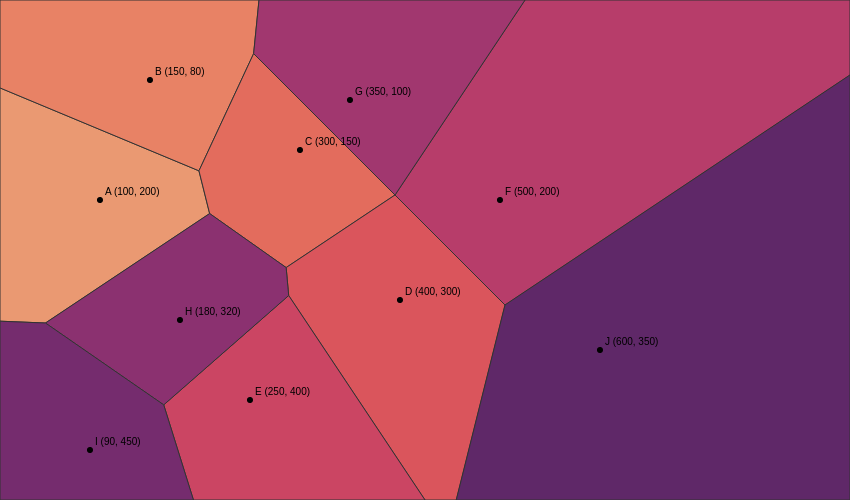 B (150, 80)
G (350, 100)
C (300, 150)
A (100, 200)
F (500, 200)
D (400, 300)
H (180, 320)
J (600, 350)
E (250, 400)
I (90, 450)